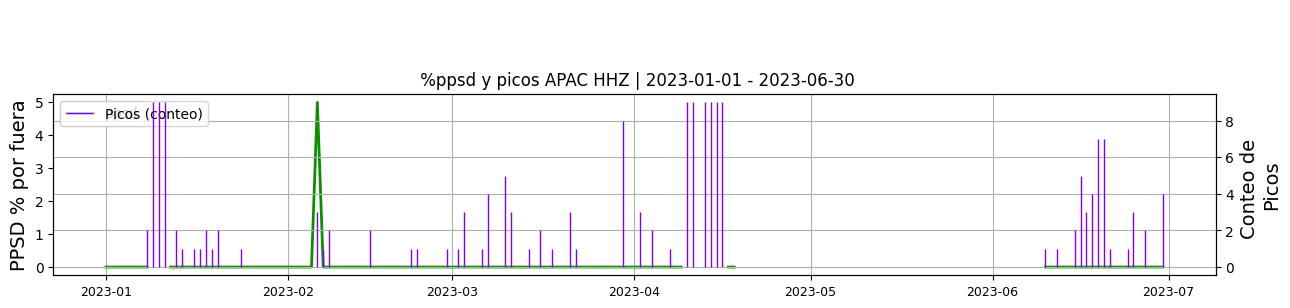 %ppsd y picos APAC HHZ | 2023-01-01 - 2023-06-30
Picos (conteo)
PPSD % por fuera
5
4
3
2
1
0
8
6
4
2
0
Conteo de
Picos
2023-01 2023-02 2023-03 2023-04 2023-05 2023-06 2023-07